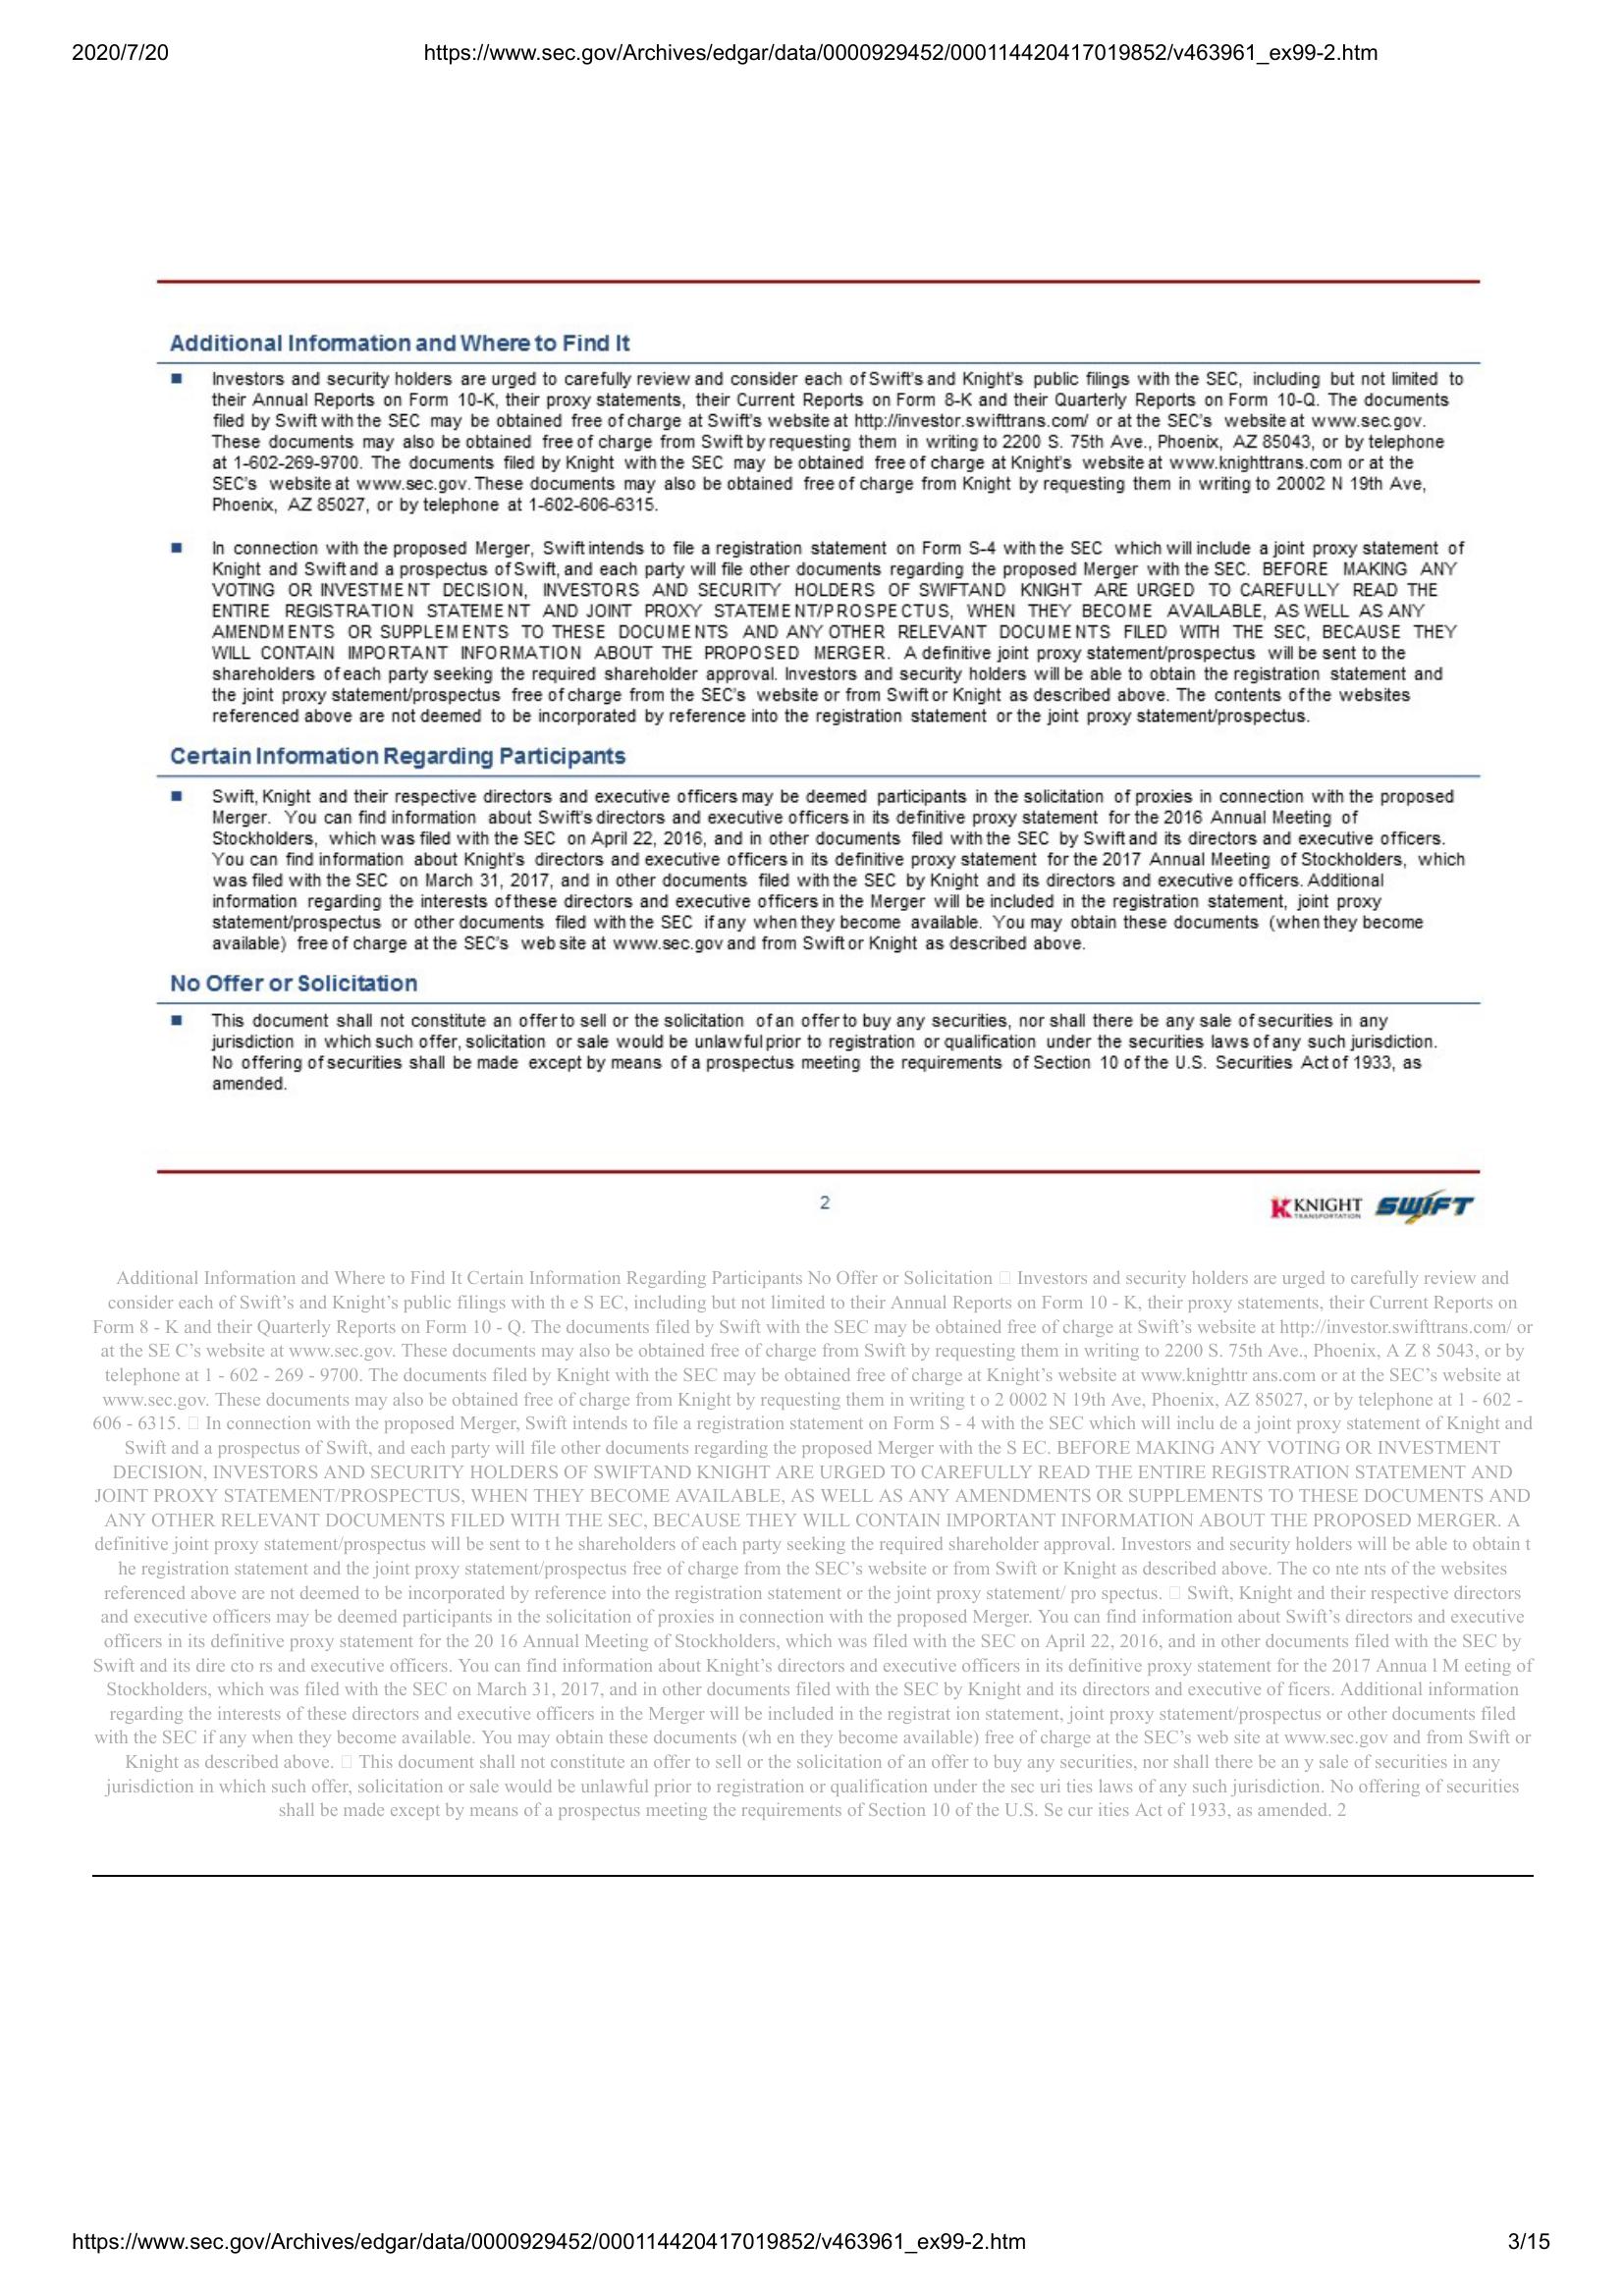 2020/7/20 https://www.sec.gov/Archives/edgar/data/0000929452/000114420417019852/v463961_ex99-2.htm
Additional Information and Where to Find It
■ Investors and security holders are urged to carefully review and consider each of Swift's and Knight's public filings with the SEC, including but not limited to
their Annual Reports on Form 10-K, their proxy statements, their Current Reports on Form 8-K and their Quarterly Reports on Form 10-Q. The documents
filed by Swift with the SEC may be obtained free of charge at Swift's website at http://investor.swifttrans.com/ or at the SEC's website at www.sec.gov.
These documents may also be obtained free of charge from Swift by requesting them in writing to 2200 S. 75th Ave., Phoenix, AZ 85043, or by telephone
at 1-602-269-9700. The documents filed by Knight with the SEC may be obtained free of charge at Knight's website at www.knighttrans.com or at the
SEC's website at www.sec.gov. These documents may also be obtained free of charge from Knight by requesting them in writing to 20002 N 19th Ave,
Phoenix, AZ 85027, or by telephone at 1-602-606-6315.
■ In connection with the proposed Merger, Swift intends to file a registration statement on Form S-4 with the SEC which will include a joint proxy statement of
Knight and Swift and a prospectus of Swift, and each party will file other documents regarding the proposed Merger with the SEC. BEFORE MAKING ANY
VOTING OR INVESTMENT DECISION, INVESTORS AND SECURITY HOLDERS OF SWIFTAND KNIGHT ARE URGED TO CAREFULLY READ THE
ENTIRE REGISTRATION STATEMENT AND JOINT PROXY STATEMENT/PROSPECTUS, WHEN THEY BECOME AVAILABLE, AS WELL AS ANY
AMENDMENTS OR SUPPLEMENTS TO THESE DOCUMENTS AND ANY OTHER RELEVANT DOCUMENTS FILED WITH THE SEC, BECAUSE THEY
WILL CONTAIN IMPORTANT INFORMATION ABOUT THE PROPOSED MERGER. A definitive joint proxy statement/prospectus will be sent to the
shareholders of each party seeking the required shareholder approval. Investors and security holders will be able to obtain the registration statement and
the joint proxy statement/prospectus free of charge from the SEC's website or from Swift or Knight as described above. The contents of the websites
referenced above are not deemed to be incorporated by reference into the registration statement or the joint proxy statement/prospectus.
Certain Information Regarding Participants
■ Swift, Knight and their respective directors and executive officers may be deemed participants in the solicitation of proxies in connection with the proposed
Merger. You can find information about Swift's directors and executive officers in its definitive proxy statement for the 2016 Annual Meeting of
Stockholders, which was filed with the SEC on April 22, 2016, and in other documents filed with the SEC by Swift and its directors and executive officers.
You can find information about Knight's directors and executive officers in its definitive proxy statement for the 2017 Annual Meeting of Stockholders, which
was filed with the SEC on March 31, 2017, and in other documents filed with the SEC by Knight and its directors and executive officers. Additional
information regarding the interests of these directors and executive officers in the Merger will be included in the registration statement, joint proxy
statement/prospectus or other documents filed with the SEC if any when they become available. You may obtain these documents (when they become
available) free of charge at the SEC's web site at www.sec.gov and from Swift or Knight as described above.
No Offer or Solicitation
■ This document shall not constitute an offer to sell or the solicitation of an offer to buy any securities, nor shall there be any sale of securities in any
jurisdiction in which such offer, solicitation or sale would be unlawful prior to registration or qualification under the securities laws of any such jurisdiction.
No offering of securities shall be made except by means of a prospectus meeting the requirements of Section 10 of the U.S. Securities Act of 1933, as
amended.
2 KNIGHT TRANSPORTATION SWIFT
Additional Information and Where to Find It Certain Information Regarding Participants No Offer or Solicitation □ Investors and security holders are urged to carefully review and
consider each of Swift’s and Knight’s public filings with th e S EC, including but not limited to their Annual Reports on Form 10 - K, their proxy statements, their Current Reports on
Form 8 - K and their Quarterly Reports on Form 10 - Q. The documents filed by Swift with the SEC may be obtained free of charge at Swift’s website at http://investor.swifttrans.com/ or
at the SE C’s website at www.sec.gov. These documents may also be obtained free of charge from Swift by requesting them in writing to 2200 S. 75th Ave., Phoenix, A Z 8 5043, or by
telephone at 1 - 602 - 269 - 9700. The documents filed by Knight with the SEC may be obtained free of charge at Knight’s website at www.knighttr ans.com or at the SEC’s website at
www.sec.gov. These documents may also be obtained free of charge from Knight by requesting them in writing t o 2 0002 N 19th Ave, Phoenix, AZ 85027, or by telephone at 1 - 602 -
606 - 6315. □ In connection with the proposed Merger, Swift intends to file a registration statement on Form S - 4 with the SEC which will inclu de a joint proxy statement of Knight and
Swift and a prospectus of Swift, and each party will file other documents regarding the proposed Merger with the S EC. BEFORE MAKING ANY VOTING OR INVESTMENT
DECISION, INVESTORS AND SECURITY HOLDERS OF SWIFTAND KNIGHT ARE URGED TO CAREFULLY READ THE ENTIRE REGISTRATION STATEMENT AND
JOINT PROXY STATEMENT/PROSPECTUS, WHEN THEY BECOME AVAILABLE, AS WELL AS ANY AMENDMENTS OR SUPPLEMENTS TO THESE DOCUMENTS AND
ANY OTHER RELEVANT DOCUMENTS FILED WITH THE SEC, BECAUSE THEY WILL CONTAIN IMPORTANT INFORMATION ABOUT THE PROPOSED MERGER. A
definitive joint proxy statement/prospectus will be sent to t he shareholders of each party seeking the required shareholder approval. Investors and security holders will be able to obtain t
he registration statement and the joint proxy statement/prospectus free of charge from the SEC’s website or from Swift or Knight as described above. The co nte nts of the websites
referenced above are not deemed to be incorporated by reference into the registration statement or the joint proxy statement/ pro spectus. □ Swift, Knight and their respective directors
and executive officers may be deemed participants in the solicitation of proxies in connection with the proposed Merger. You can find information about Swift’s directors and executive
officers in its definitive proxy statement for the 20 16 Annual Meeting of Stockholders, which was filed with the SEC on April 22, 2016, and in other documents filed with the SEC by
Swift and its dire cto rs and executive officers. You can find information about Knight’s directors and executive officers in its definitive proxy statement for the 2017 Annua l M eeting of
Stockholders, which was filed with the SEC on March 31, 2017, and in other documents filed with the SEC by Knight and its directors and executive of ficers. Additional information
regarding the interests of these directors and executive officers in the Merger will be included in the registrat ion statement, joint proxy statement/prospectus or other documents filed
with the SEC if any when they become available. You may obtain these documents (wh en they become available) free of charge at the SEC’s web site at www.sec.gov and from Swift or
Knight as described above. □ This document shall not constitute an offer to sell or the solicitation of an offer to buy any securities, nor shall there be an y sale of securities in any
jurisdiction in which such offer, solicitation or sale would be unlawful prior to registration or qualification under the sec uri ties laws of any such jurisdiction. No offering of securities
shall be made except by means of a prospectus meeting the requirements of Section 10 of the U.S. Se cur ities Act of 1933, as amended. 2
https://www.sec.gov/Archives/edgar/data/0000929452/000114420417019852/v463961_ex99-2.htm 3/15